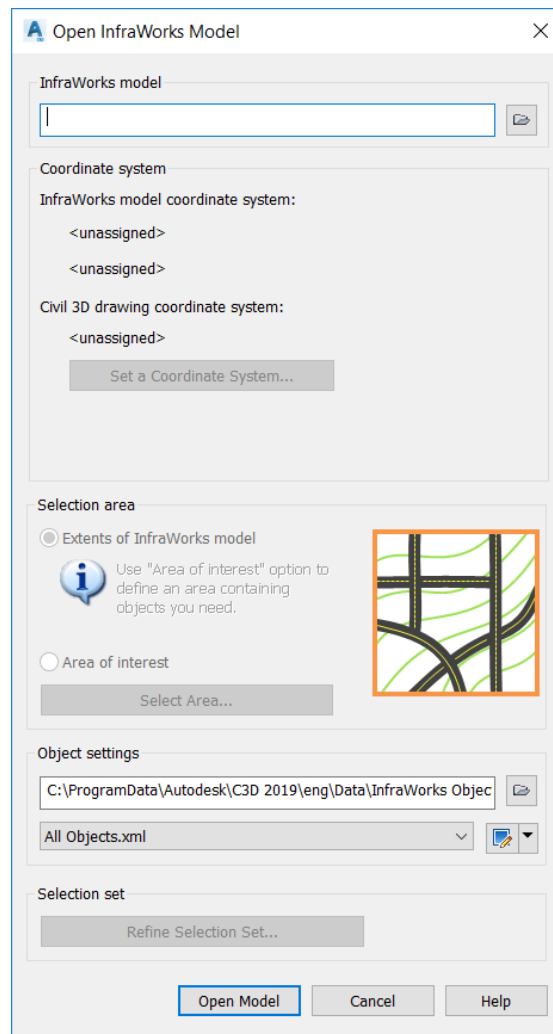 Open InfraWorks Model
InfraWorks model
Coordinate system
InfraWorks model coordinate system:
<unassigned>
<unassigned>
Civil 3D drawing coordinate system:
<unassigned>
Set a Coordinate System...
Selection area
Extents of InfraWorks model
Use "Area of interest" option to
define an area containing
objects you need.
Area of interest
Select Area...
Object settings
C:\ProgramData\Autodesk\C3D 2019\eng\Data\InfraWorks Objec
All Objects.xml
Selection set
Refine Selection Set...
Open Model Cancel Help